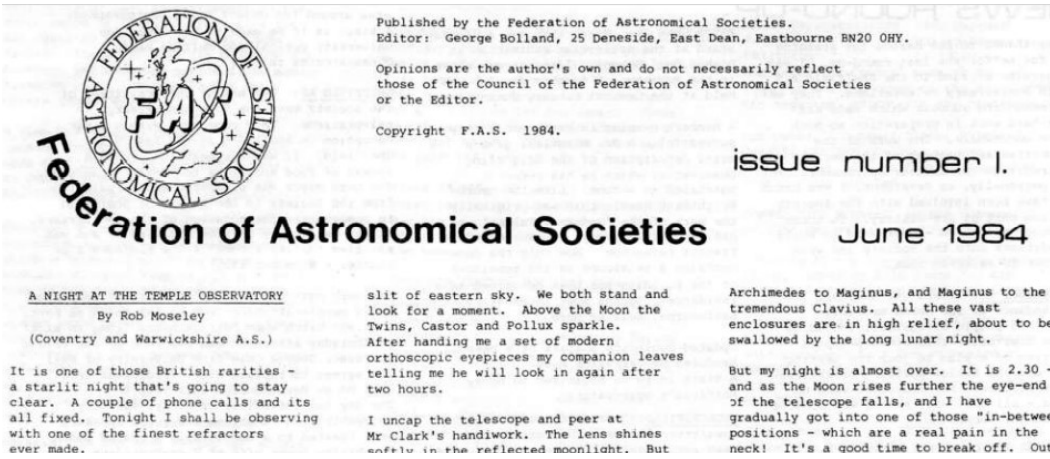 FEDERATION OF
ASTRONOMICAL SOCIETIES
FAS
Published by the Federation of Astronomical Societies.
Editor: George Bolland, 25 Deneside, East Dean, Eastbourne BN20 OHY.
Opinions are the author's own and do not necessarily reflect
those of the Council of the Federation of Astronomical Societies
or the Editor.
Copyright F.A.S. 1984.
issue number 1.
Federation of Astronomical Societies
June 1984
A NIGHT AT THE TEMPLE OBSERVATORY
By Rob Moseley
(Coventry and Warwickshire A.S.)
It is one of those British rarities -
a starlit night that's going to stay
clear. A couple of phone calls and its
all fixed. Tonight I shall be observing
with one of the finest refractors
ever made.
slit of eastern sky. We both stand and
look for a moment. Above the Moon the
Twins, Castor and Pollux sparkle.
After handing me a set of modern
orthoscopic eyepieces my companion leaves
telling me he will look in again after
two hours.
I uncap the telescope and peer at
Mr Clark's handiwork. The lens shines
softly in the reflected moonlight. But
Archimedes to Maginus, and Maginus to the
tremendous Clavius. All these vast
enclosures are in high relief, about to be
swallowed by the long lunar night.
But my night is almost over. It is 2.30 -
and as the Moon rises further the eye-end
of the telescope falls, and I have
gradually got into one of those "in-betwee
positions - which are a real pain in the
neck! It's a good time to break off. Out